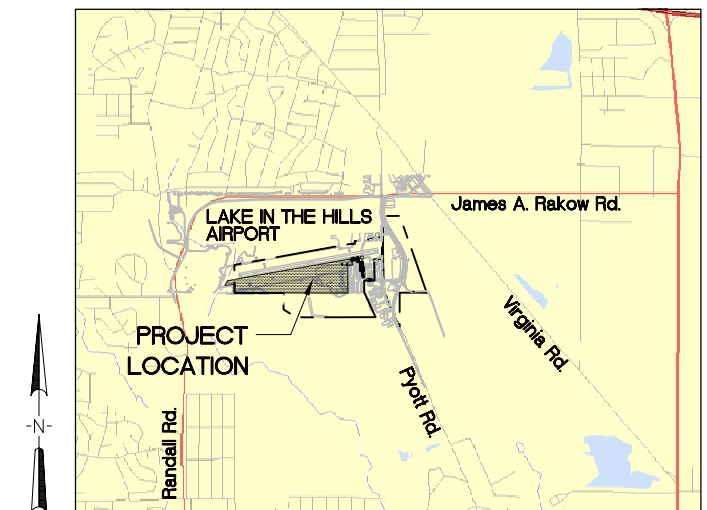 James A. Rakow Rd.
LAKE IN THE HILLS
AIRPORT
Virginia Rd.
PROJECT
LOCATION
Pyott Rd.
Randall Rd.
-N-